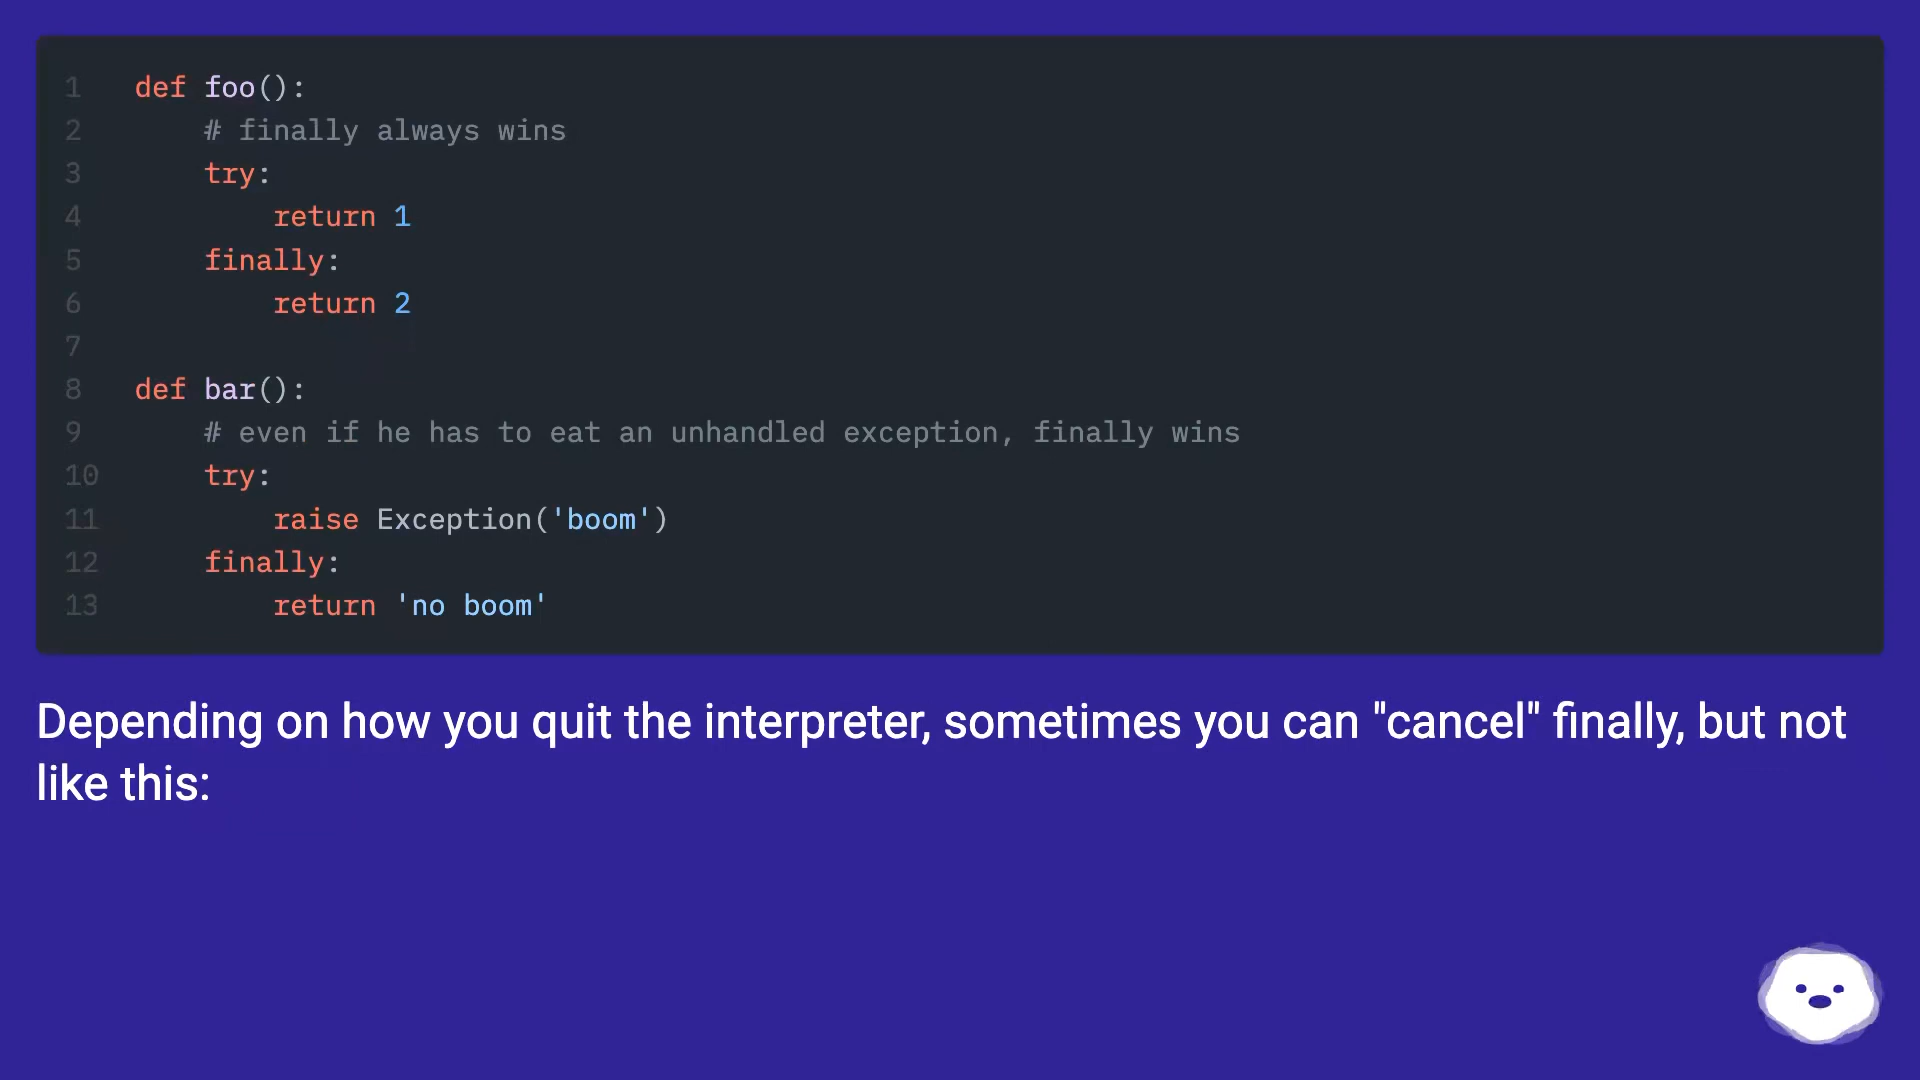 1 def foo():
2     # finally always wins
3     try:
4         return 1
5     finally:
6         return 2
7
8 def bar():
9     # even if he has to eat an unhandled exception, finally wins
10     try:
11         raise Exception('boom')
12     finally:
13         return 'no boom'
Depending on how you quit the interpreter, sometimes you can "cancel" finally, but not
like this: